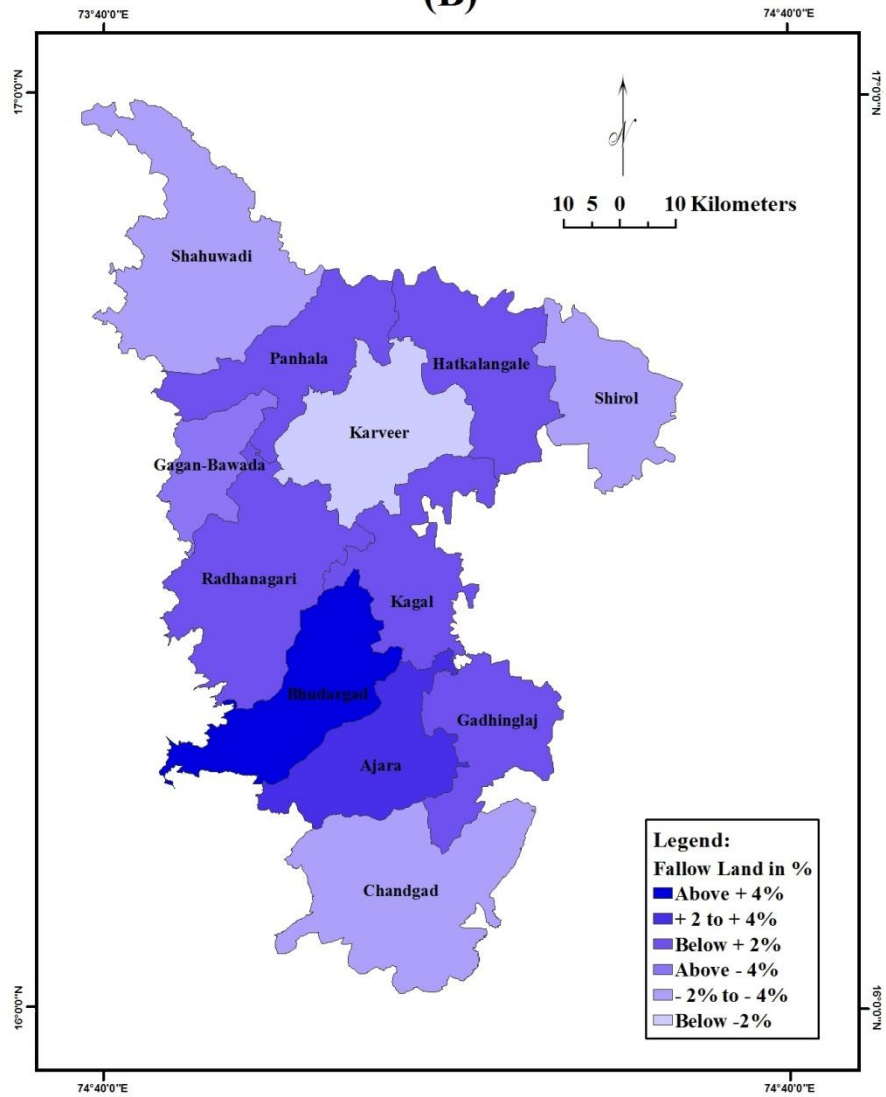 (B)
73°40'0"E
74°40'0"E
17°0'0"N
17°0'0"N
N
10 5 0 10 Kilometers
Shahuwadi
Panhala
Hatkalangale
Shirol
Karveer
Gagan-Bawada
Radhanagari
Kagal
Bhudargad
Gadhinglaj
Ajara
Chandgad
Legend:
Fallow Land in %
Above + 4%
+ 2 to + 4%
Below + 2%
Above - 4%
- 2% to - 4%
Below -2%
16°0'0"N
16°0'0"N
74°40'0"E
74°40'0"E